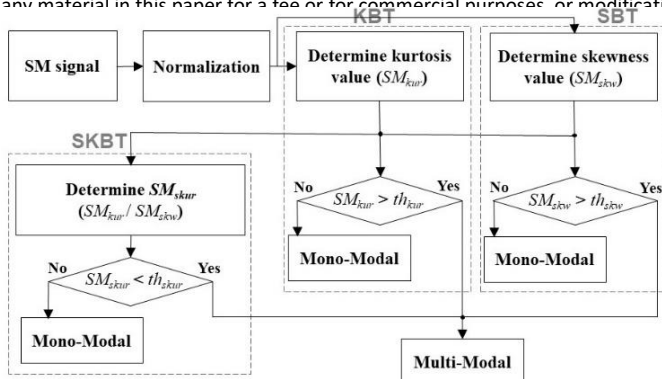 any material in this paper for a fee or for commercial purposes, or modificati
KBT
SBT
SM signal
Normalization
Determine kurtosis
value (SMkur)
Determine skewness
value (SMskw)
SKBT
Determine SMskur
(SMkur / SMskw)
No
SMkur > thkur
Yes
No
SMskw > thskw
Yes
Mono-Modal
Mono-Modal
No
SMskur < thskur
Yes
Mono-Modal
Multi-Modal